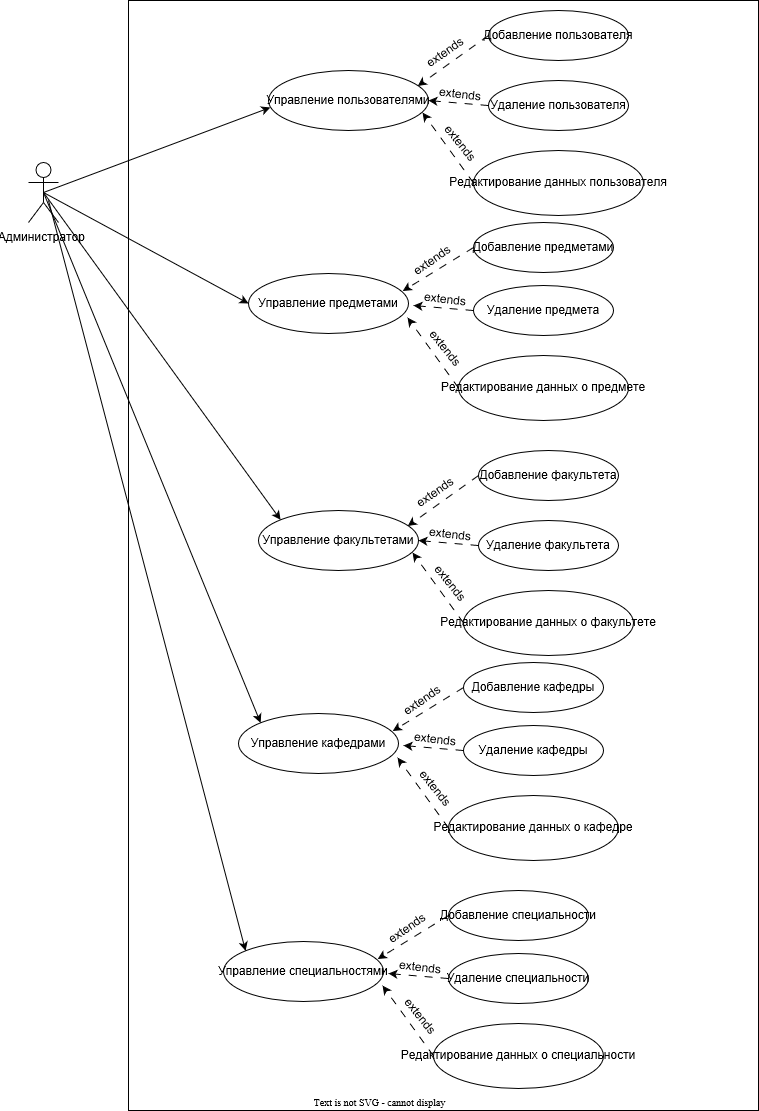 Добавление пользователя
extends
Управление пользователями
extends
Удаление пользователя
extends
Редактирование данных пользователя
Администратор
Добавление предметами
extends
Управление предметами
extends
Удаление предмета
extends
Редактирование данных о предмете
Добавление факультета
extends
Управление факультетами
extends
Удаление факультета
extends
Редактирование данных о факультете
Добавление кафедры
extends
Управление кафедрами
extends
Удаление кафедры
extends
Редактирование данных о кафедре
Добавление специальности
extends
Управление специальностями
extends
Удаление специальности
extends
Редактирование данных о специальности
Text is not SVG - cannot display